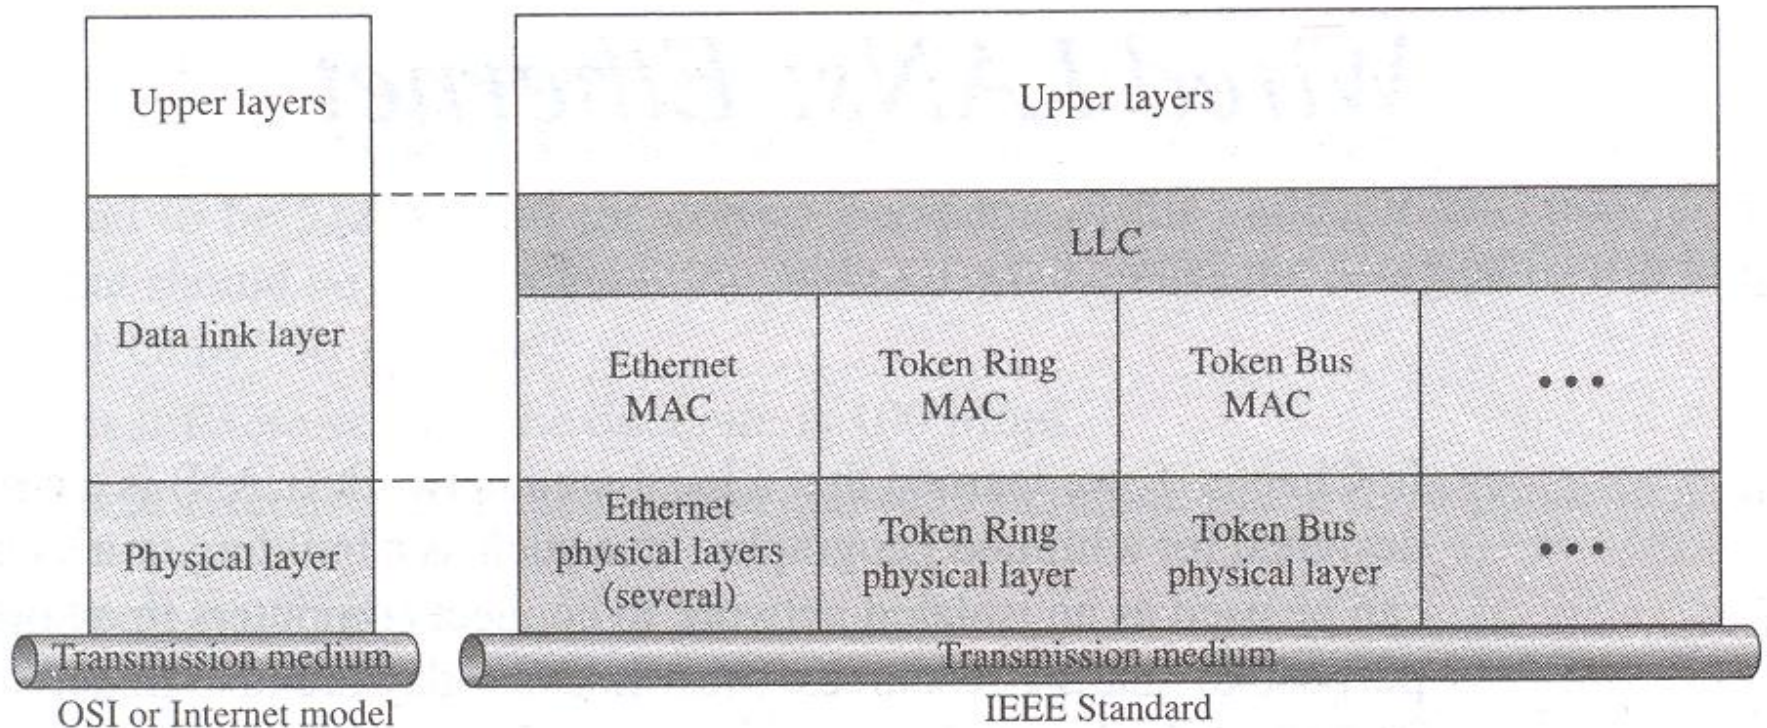 Upper layers
Data link layer
Physical layer
Transmission medium
OSI or Internet model
Upper layers
LLC
Ethernet
MAC
Token Ring
MAC
Token Bus
MAC
•••
Ethernet
physical layers
(several)
Token Ring
physical layer
Token Bus
physical layer
•••
Transmission medium
IEEE Standard